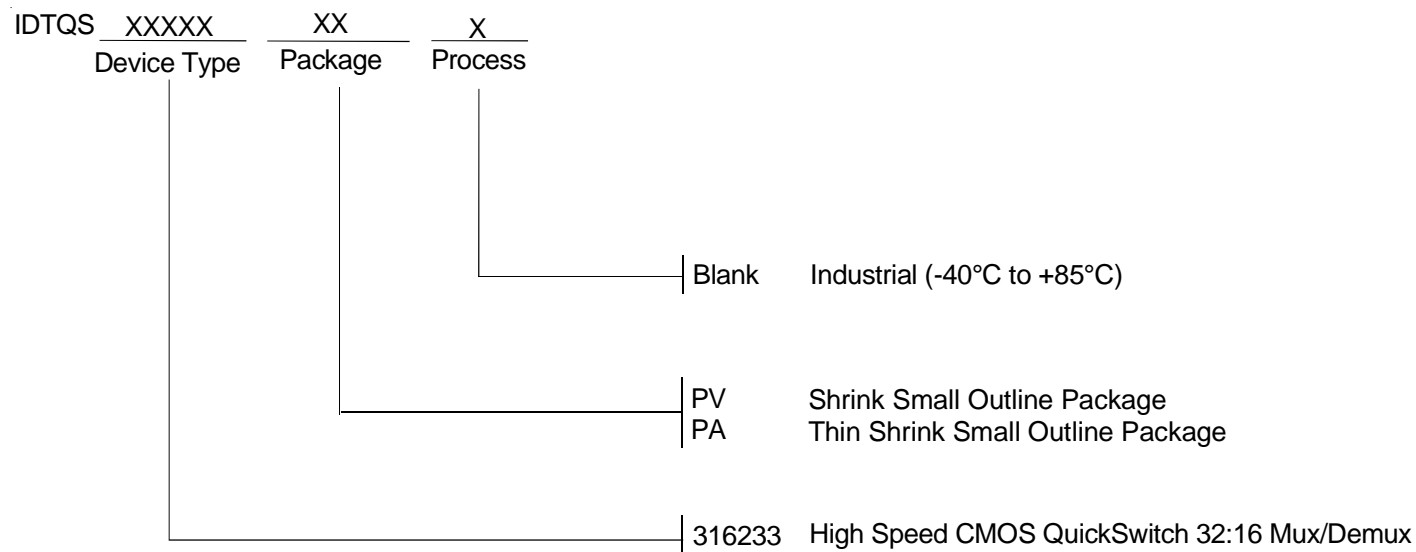 IDTQS XXXXX XX X
Device Type Package Process
Blank Industrial (-40°C to +85°C)
PV Shrink Small Outline Package
PA Thin Shrink Small Outline Package
316233 High Speed CMOS QuickSwitch 32:16 Mux/Demux